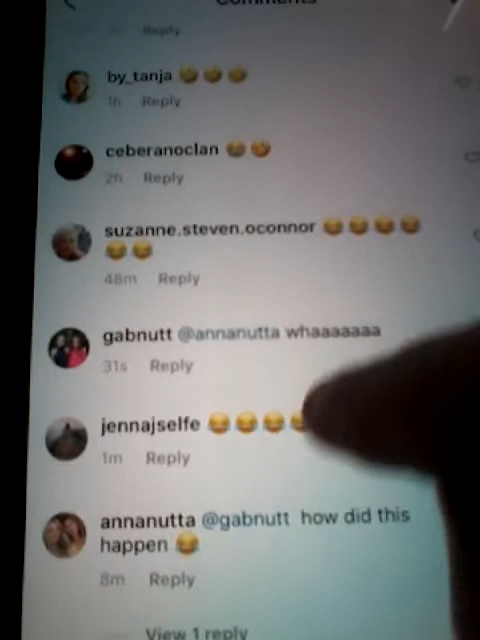 Comments
Reply
by_tanja 🤣🤣🤣
1h Reply
ceberanoclan 😂🤣
2h Reply
suzanne.steven.oconnor 😂😂😂😂
😂😂
48m Reply
gabnutt @annanutta whaaaaaaa
31s Reply
jennajselfe 😂😂😂😂
1m Reply
annanutta @gabnutt how did this
happen 😂
8m Reply
View 1 reply